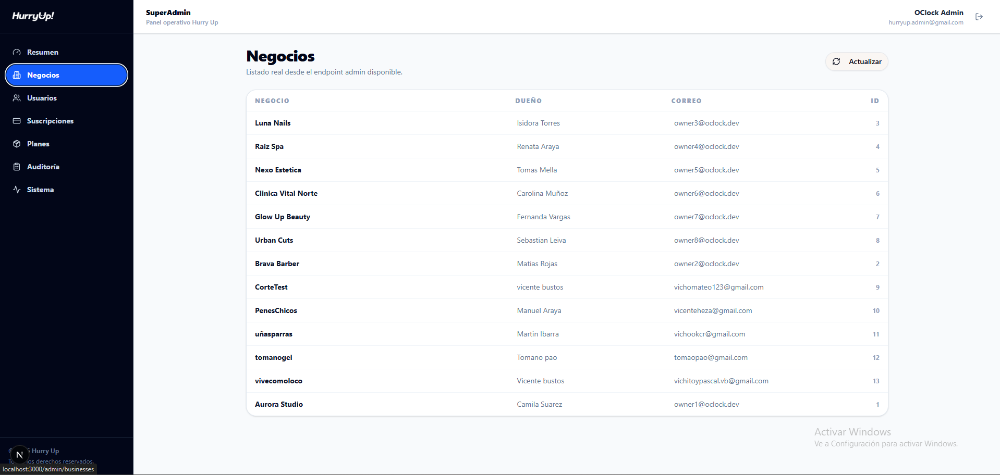 HurryUp!
SuperAdmin
Panel operativo Hurry Up
OClock Admin
hurryup.admin@gmail.com
Resumen
Negocios
Usuarios
Suscripciones
Planes
Auditoría
Sistema
Negocios
Listado real desde el endpoint admin disponible.
Actualizar
NEGOCIO DUEÑO CORREO ID
Luna Nails Isidora Torres owner3@oclock.dev 3
Raiz Spa Renata Araya owner4@oclock.dev 4
Nexo Estetica Tomas Mella owner5@oclock.dev 5
Clinica Vital Norte Carolina Muñoz owner6@oclock.dev 6
Glow Up Beauty Fernanda Vargas owner7@oclock.dev 7
Urban Cuts Sebastian Leiva owner8@oclock.dev 8
Brava Barber Matias Rojas owner2@oclock.dev 2
CorteTest vicente bustos vichomateo123@gmail.com 9
PenesChicos Manuel Araya vicenteheza@gmail.com 10
uñasparras Martin Ibarra vichookcr@gmail.com 11
tomanogei Tomano pao tomaopao@gmail.com 12
vivecomoloco Vicente bustos vichitoypascal.vb@gmail.com 13
Aurora Studio Camila Suarez owner1@oclock.dev 1
Activar Windows
Ve a Configuración para activar Windows.
Hurry Up
N
derechos reservados.
localhost:3000/admin/businesses